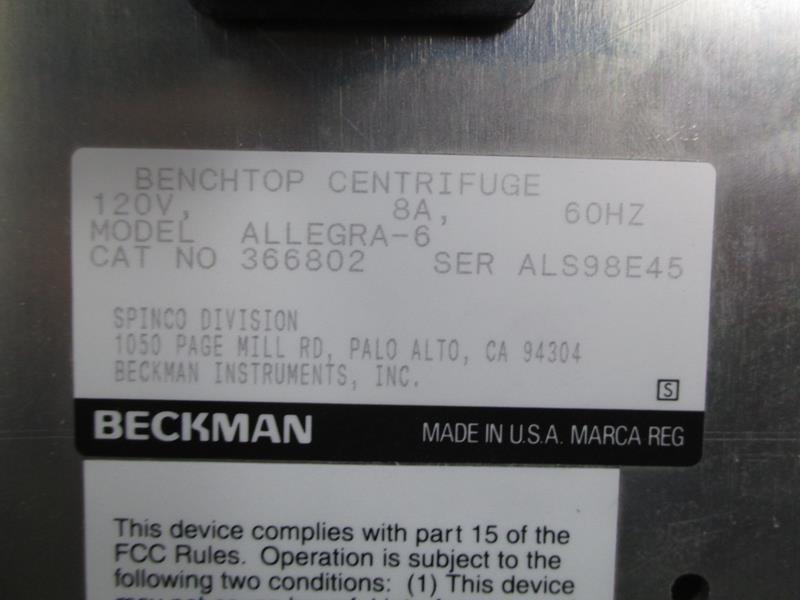 BENCHTOP CENTRIFUGE
120V, 8A, 60HZ
MODEL ALLEGRA-6
CAT NO 366802 SER ALS98E45
SPINCO DIVISION
1050 PAGE MILL RD, PALO ALTO, CA 94304
BECKMAN INSTRUMENTS, INC.
S
BECKMAN MADE IN U.S.A. MARCA REG
This device complies with part 15 of the
FCC Rules. Operation is subject to the
following two conditions: (1) This device
may not